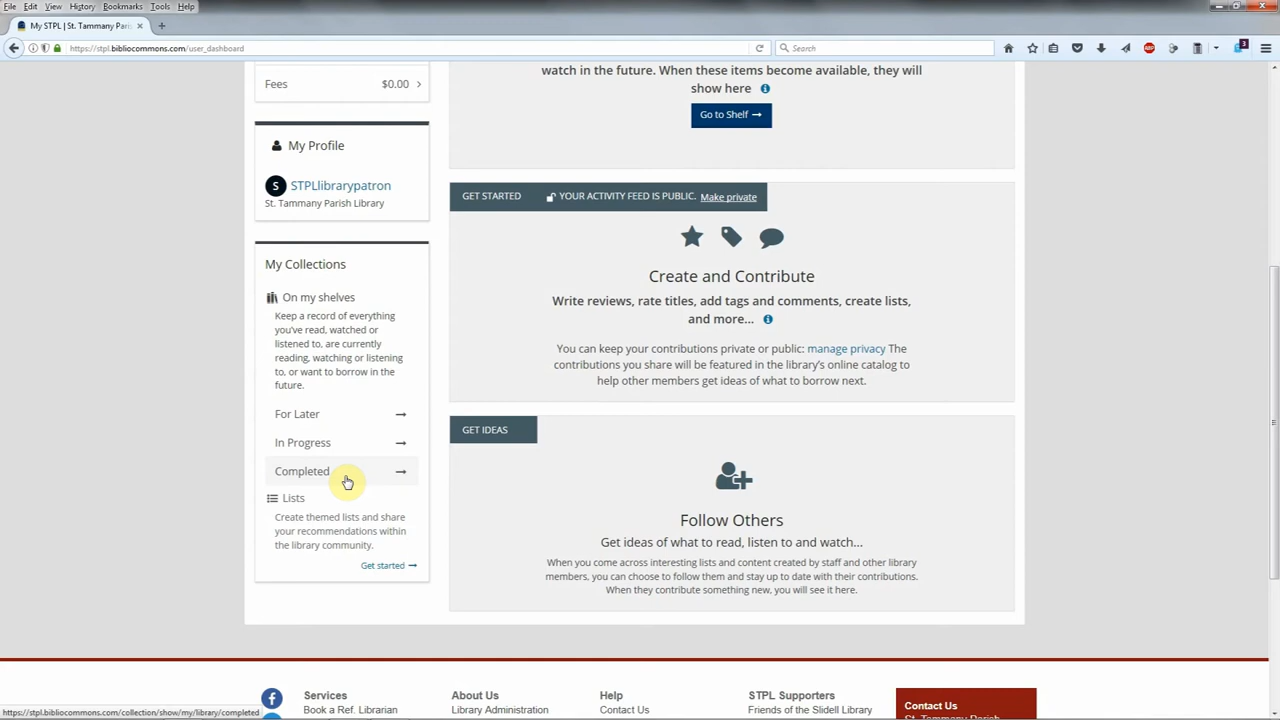 File Edit View History Bookmarks Tools Help
My STPL | St. Tammany Paris
https://stpl.bibliocommons.com/user_dashboard
Search
ABP
3
Fees $0.00
My Profile
S STPLlibrarypatron
St. Tammany Parish Library
My Collections
On my shelves
Keep a record of everything
you've read, watched or
listened to, are currently
reading, watching or listening
to, or want to borrow in the
future.
For Later
In Progress
Completed
Lists
Create themed lists and share
your recommendations within
the library community.
Get started
watch in the future. When these items become available, they will
show here
Go to Shelf
GET STARTED YOUR ACTIVITY FEED IS PUBLIC. Make private
Create and Contribute
Write reviews, rate titles, add tags and comments, create lists,
and more...
You can keep your contributions private or public: manage privacy The
contributions you share will be featured in the library's online catalog to
help other members get ideas of what to borrow next.
GET IDEAS
Follow Others
Get ideas of what to read, listen to and watch...
When you come across interesting lists and content created by staff and other library
members, you can choose to follow them and stay up to date with their contributions.
When they contribute something new, you will see it here.
Services About Us Help STPL Supporters Contact Us
Book a Ref. Librarian Library Administration Contact Us Friends of the Slidell Library St. Tammany Parish
https://stpl.bibliocommons.com/collection/show/my/library/completed